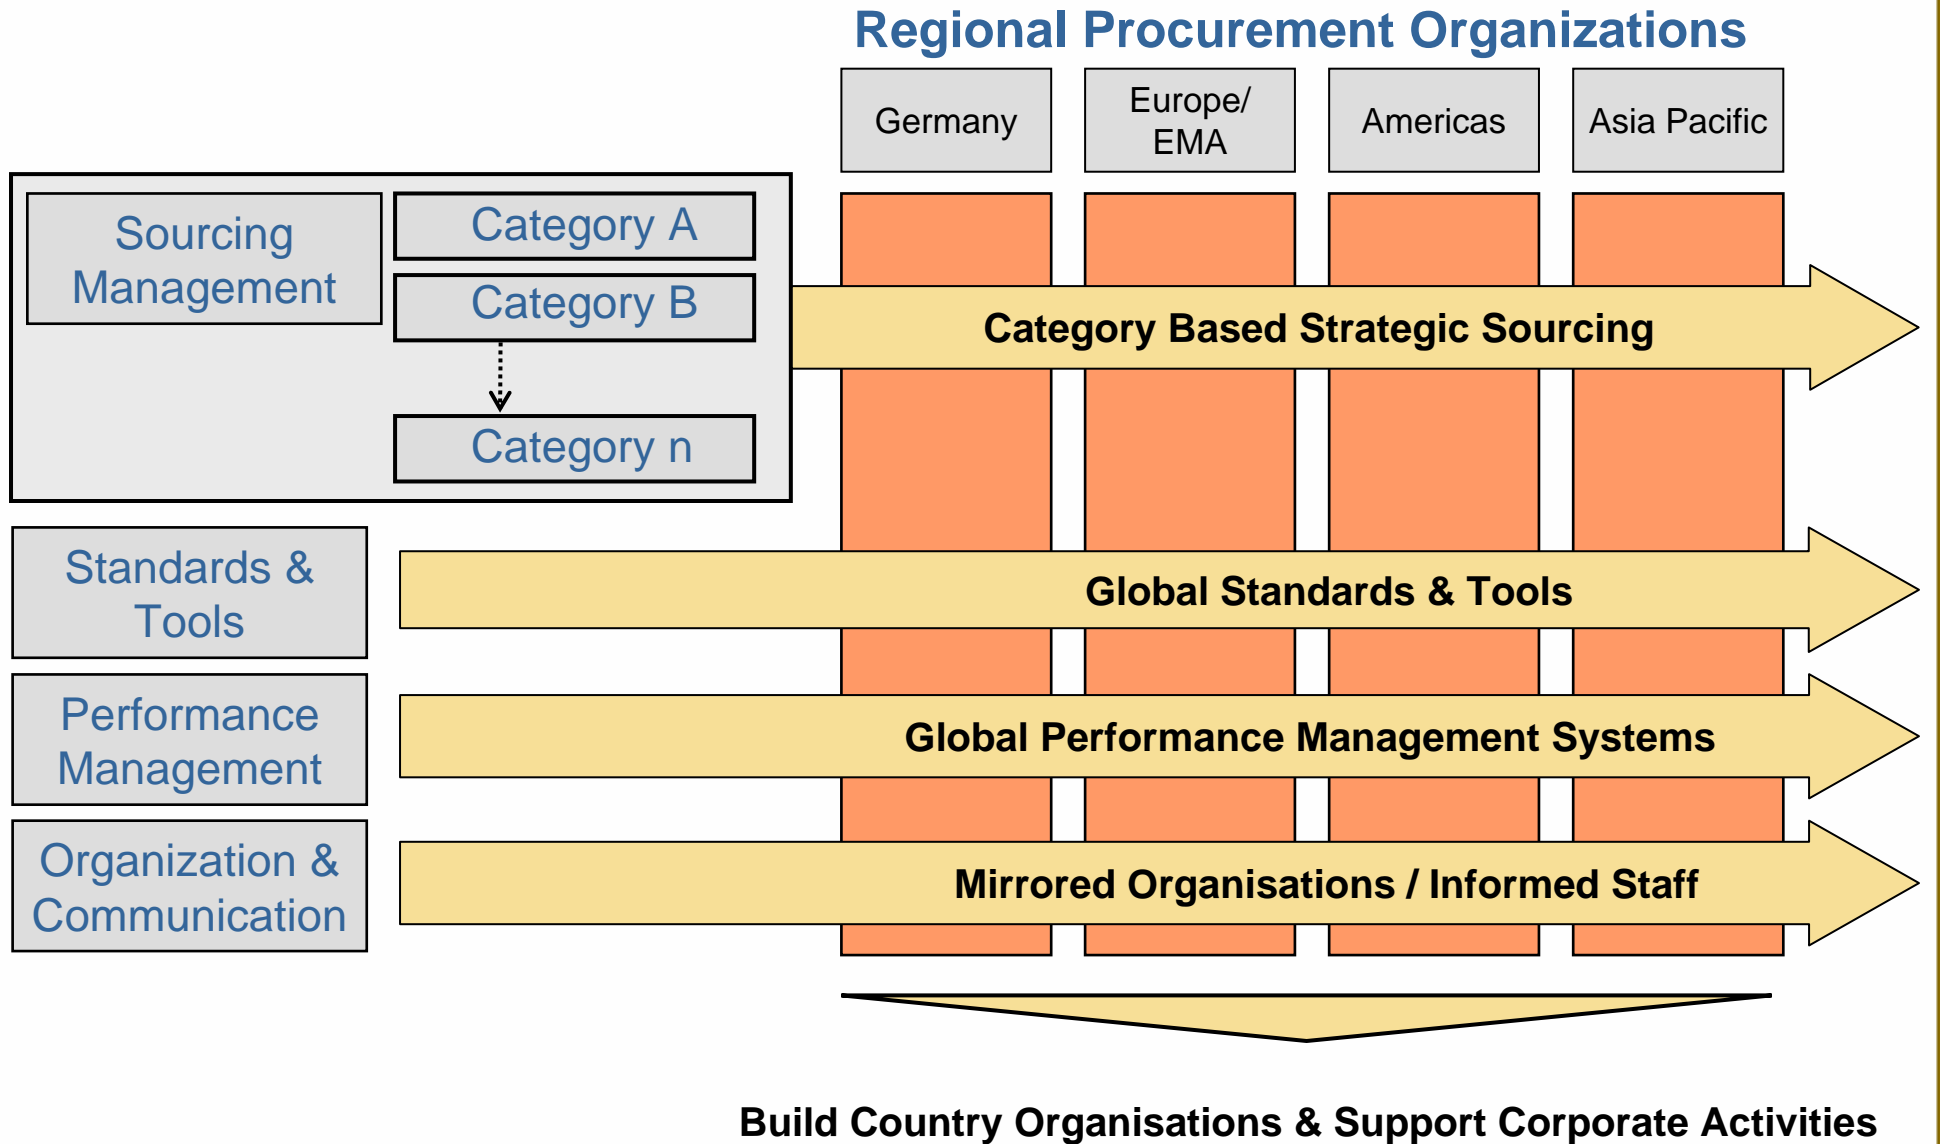 Regional Procurement Organizations
Germany
Europe/
EMA
Americas
Asia Pacific
Sourcing
Management
Category A
Category B
Category n
Category Based Strategic Sourcing
Standards &
Tools
Global Standards & Tools
Performance
Management
Global Performance Management Systems
Organization &
Communication
Mirrored Organisations / Informed Staff
Build Country Organisations & Support Corporate Activities